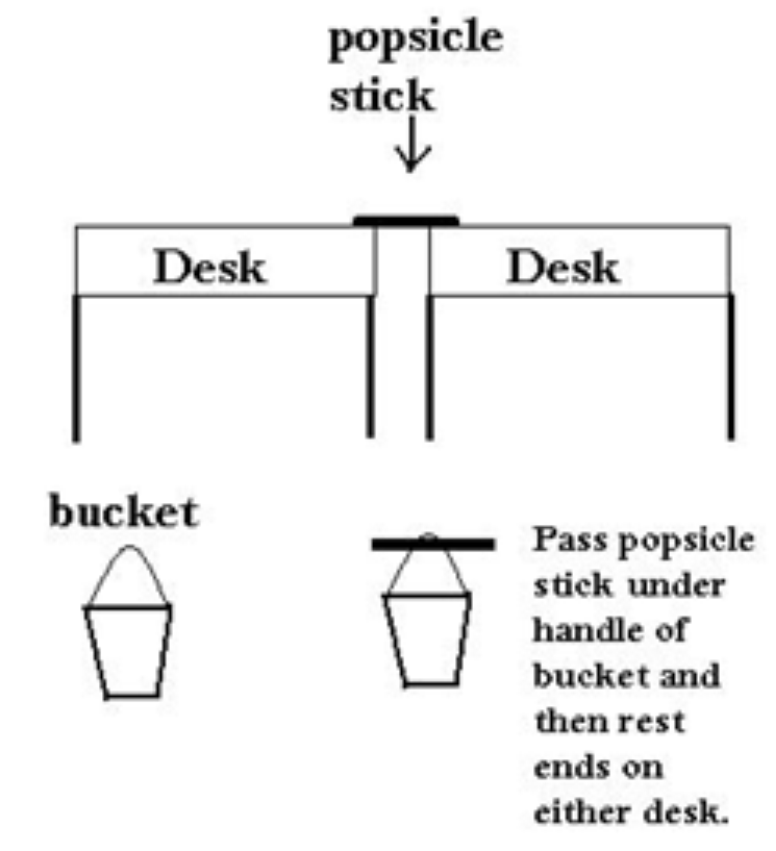 popsicle
stick
Desk
Desk
bucket
Pass popsicle
stick under
handle of
bucket and
then rest
ends on
either desk.